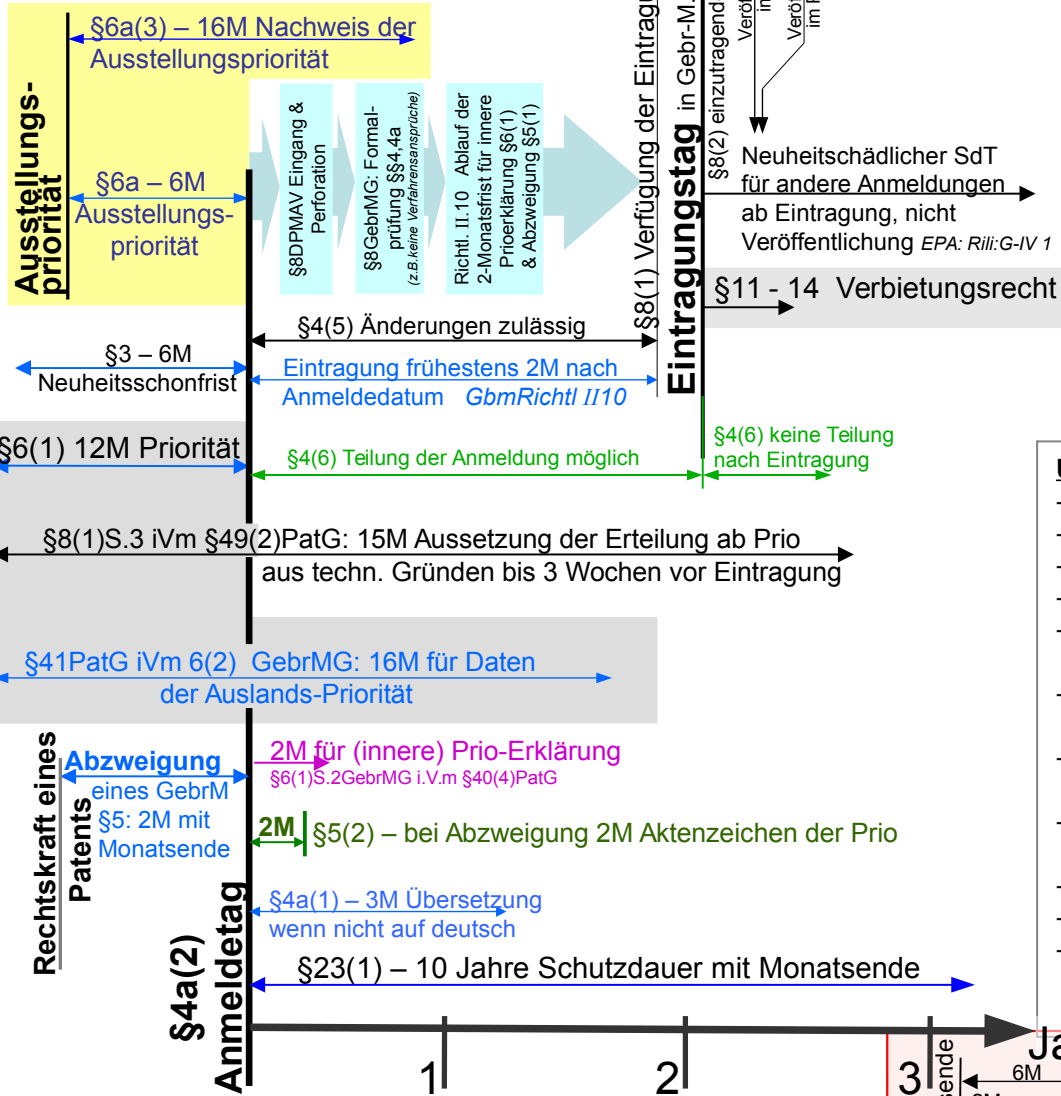 §6a(3) – 16M Nachweis der
Ausstellungspriorität
Ausstellungs-
priorität
§6a – 6M
Ausstellungs-
priorität
§8DPMAV Eingang &
Perforation
§8GebrMG: Formal-
prüfung §§4,4a
(z.B.keine Verfahrensansprüche)
Richtl. II.10 Ablauf der
2-Monatsfrist für innere
Prioerklärung §6(1)
& Abzweigung §5(1)
§8(1) Verfügung der Eintragu
Eintragungstag in Gebr-M.
§8(2) einzutragend
Veröf
in
Veröf
im P
Neuheitschädlicher SdT
für andere Anmeldungen
ab Eintragung, nicht
Veröffentlichung EPA: Rili:G-IV 1
§11 - 14 Verbietungsrecht
§4(5) Änderungen zulässig
§3 – 6M
Neuheitsschonfrist
Eintragung frühestens 2M nach
Anmeldedatum GbmRichtl II10
§6(1) 12M Priorität
§4(6) Teilung der Anmeldung möglich
§4(6) keine Teilung
nach Eintragung
§8(1)S.3 iVm §49(2)PatG: 15M Aussetzung der Erteilung ab Prio
aus techn. Gründen bis 3 Wochen vor Eintragung
§41PatG iVm 6(2) GebrMG: 16M für Daten
der Auslands-Priorität
Rechtskraft eines
Patents
Abzweigung
eines GebrM
§5: 2M mit
Monatsende
2M für (innere) Prio-Erklärung
§6(1)S.2GebrMG i.V.m §40(4)PatG
2M
§5(2) – bei Abzweigung 2M Aktenzeichen der Prio
§4a(1) – 3M Übersetzung
wenn nicht auf deutsch
§4a(2)
Anmeldetag
§23(1) – 10 Jahre Schutzdauer mit Monatsende
1
2
3
Ja
sende
6M